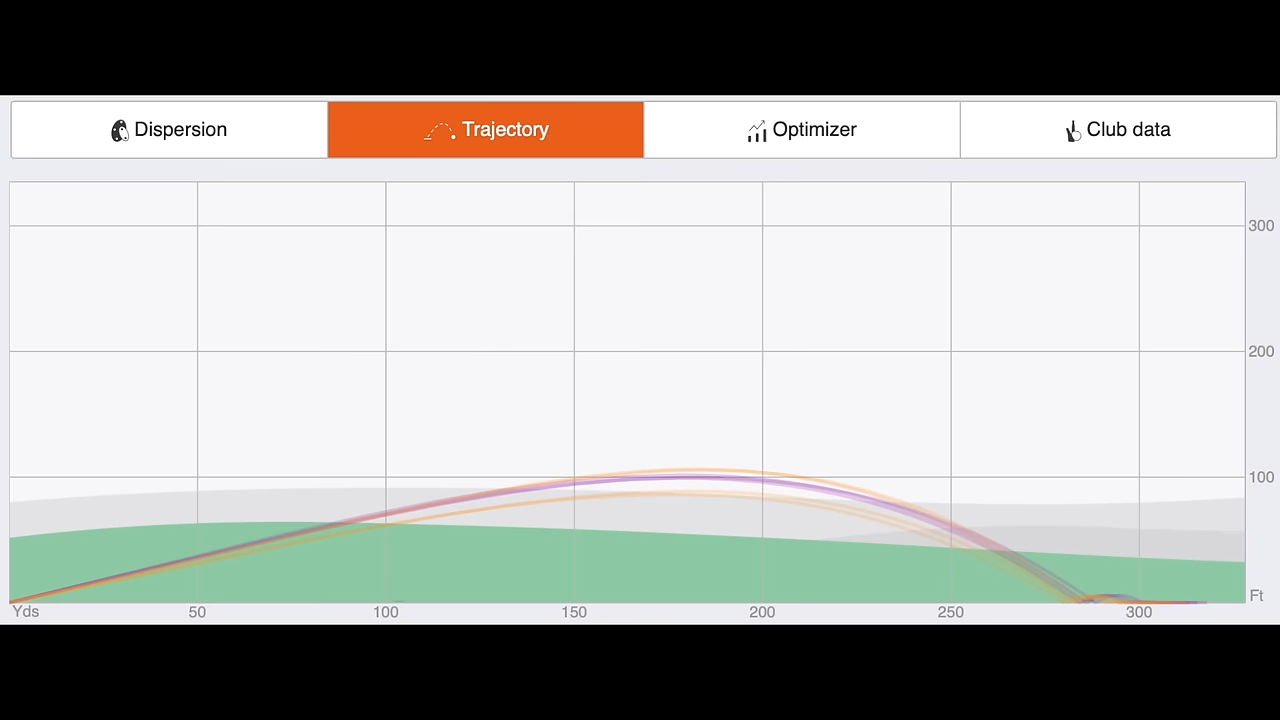 Dispersion
Trajectory
Optimizer
Club data
300
200
100
Ft
Yds 50 100 150 200 250 300